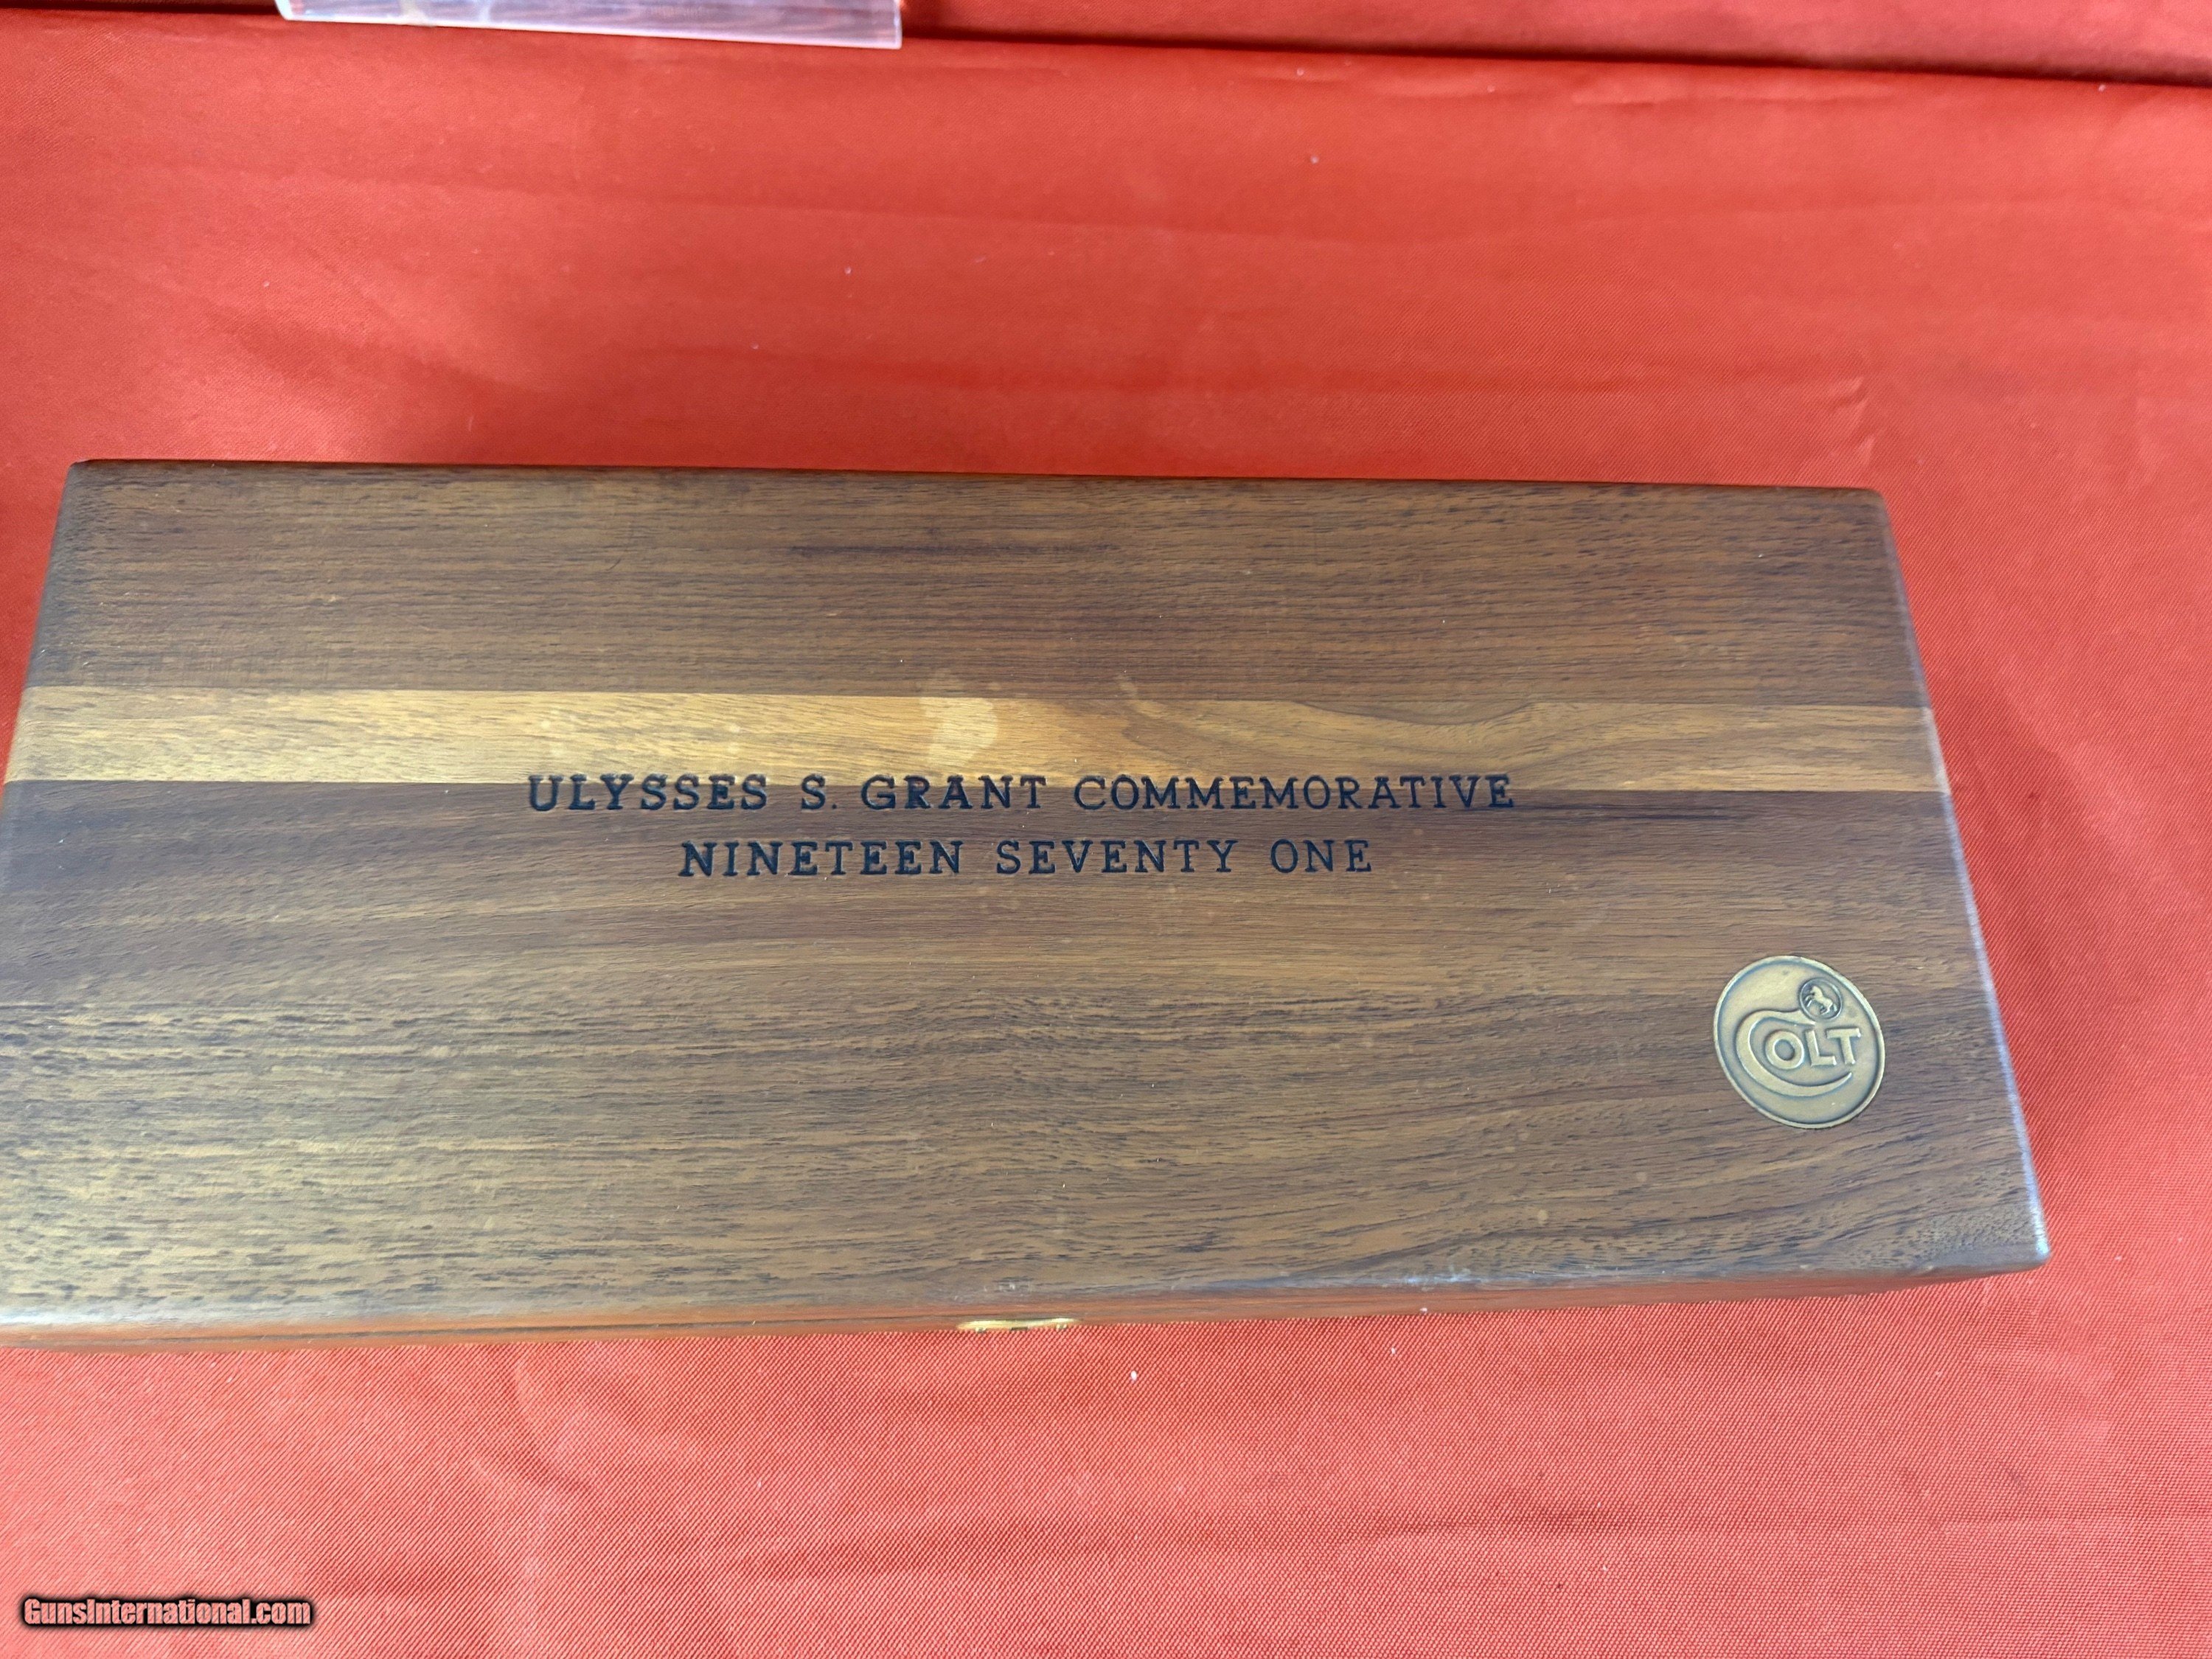 ULYSSES S. GRANT COMMEMORATIVE
NINETEEN SEVENTY ONE
COLT
GunsInternational.com